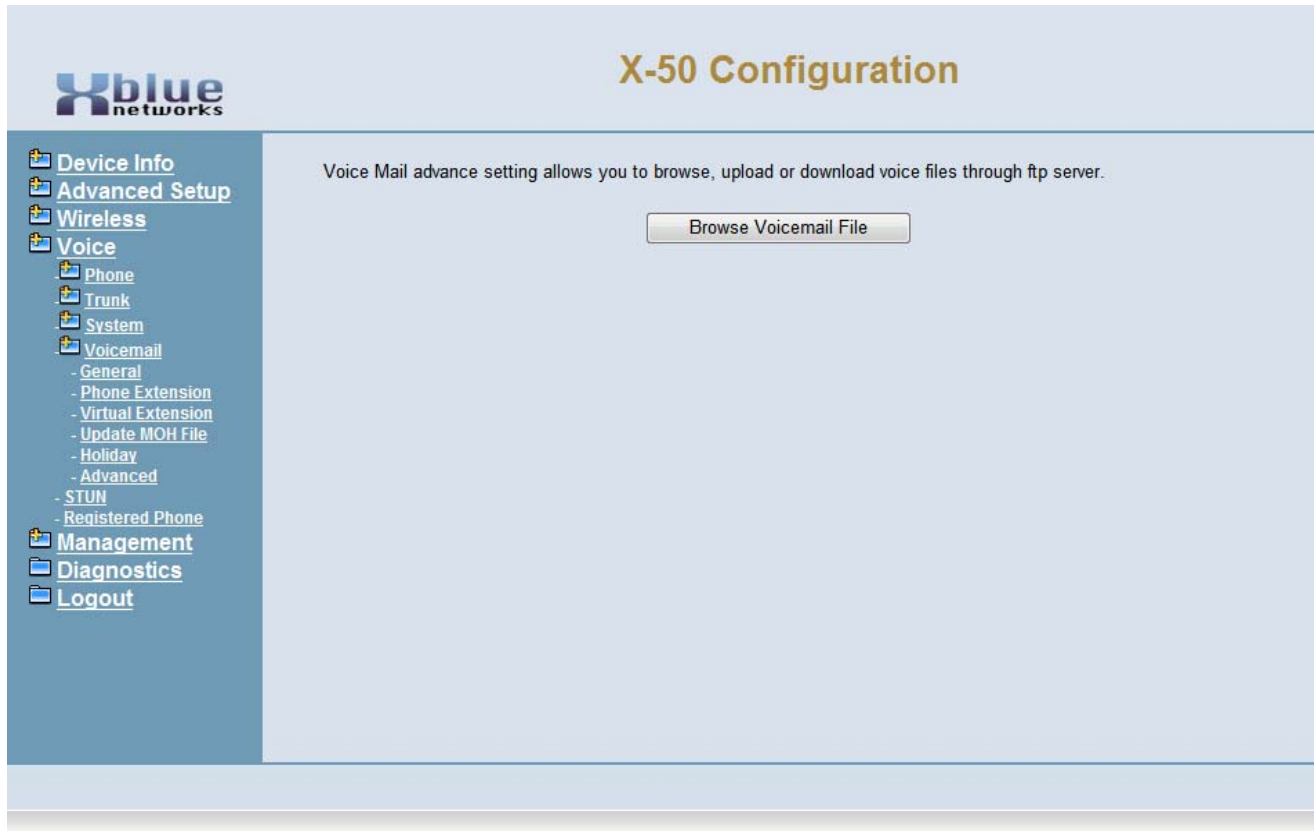 Xblue
networks
X-50 Configuration
Device Info
Advanced Setup
Wireless
Voice
Phone
Trunk
System
Voicemail
- General
- Phone Extension
- Virtual Extension
- Update MOH File
- Holiday
- Advanced
- STUN
- Registered Phone
Management
Diagnostics
Logout
Voice Mail advance setting allows you to browse, upload or download voice files through ftp server.
Browse Voicemail File